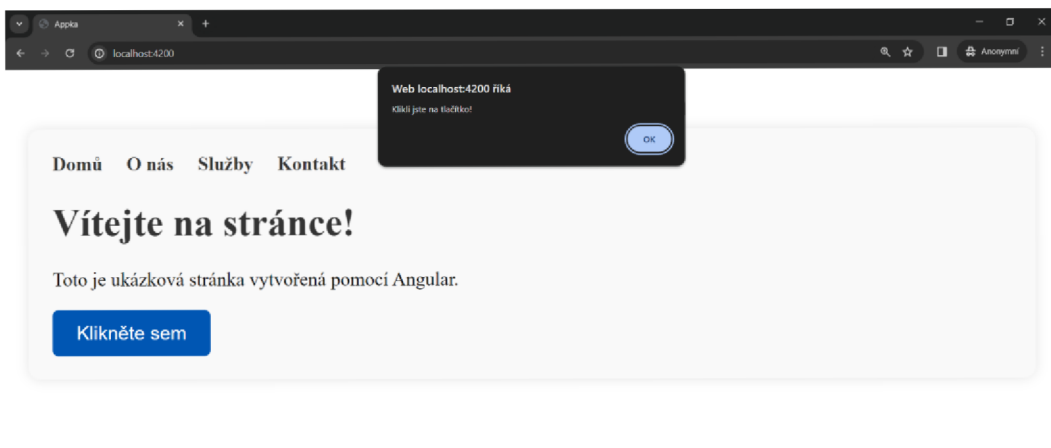 Appka
localhost:4200
Anonymní
Web localhost:4200 říká
Klikli jste na tlačítko!
OK
Domů O nás Služby Kontakt
Vítejte na stránce!
Toto je ukázková stránka vytvořená pomocí Angular.
Klikněte sem